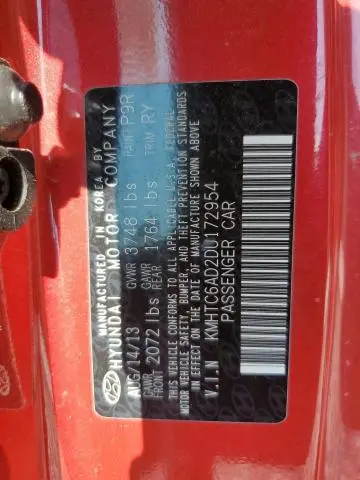 MANUFACTURED IN KOREA BY
HYUNDAI MOTOR COMPANY
AUG/14/13 GVWR 3748 lbs PAINT P9R
GAWR FRONT 2072 lbs GAWR REAR 1764 lbs TRIM RY
THIS VEHICLE CONFORMS TO ALL APPLICABLE U.S.A. FEDERAL
MOTOR VEHICLE SAFETY, BUMPER, AND THEFT PREVENTION STANDARDS
IN EFFECT ON THE DATE OF MANUFACTURE SHOWN ABOVE
V.I.N KMHTC6AD2DU172954
PASSENGER CAR